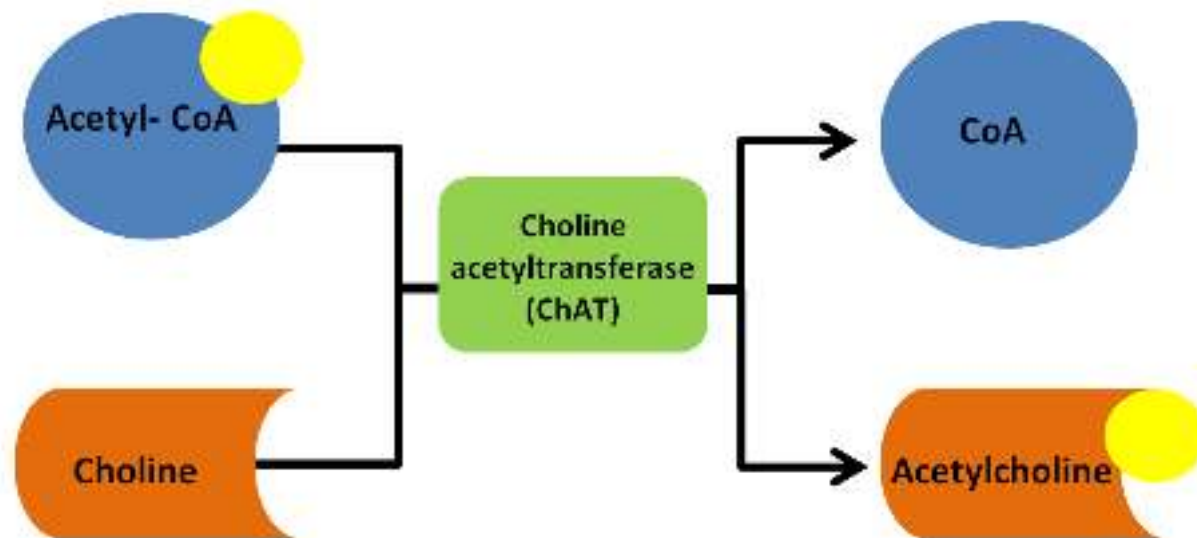 Acetyl- CoA
CoA
Choline
acetyltransferase
(ChAT)
Choline
Acetylcholine